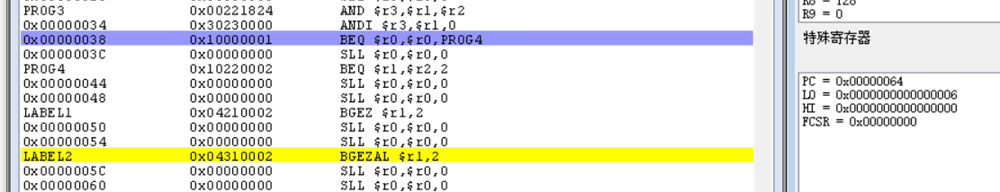 PROG3 0x00221824 AND $r3,$r1,$r2
0x00000034 0x30230000 ANDI $r3,$r1,0
0x00000038 0x10000001 BEQ $r0,$r0,PROG4
0x0000003C 0x00000000 SLL $r0,$r0,0
PROG4 0x10220002 BEQ $r1,$r2,2
0x00000044 0x00000000 SLL $r0,$r0,0
0x00000048 0x00000000 SLL $r0,$r0,0
LABEL1 0x04210002 BGEZ $r1,2
0x00000050 0x00000000 SLL $r0,$r0,0
0x00000054 0x00000000 SLL $r0,$r0,0
LABEL2 0x04310002 BGEZAL $r1,2
0x0000005C 0x00000000 SLL $r0,$r0,0
0x00000060 0x00000000 SLL $r0,$r0,0
R8 = 128
R9 = 0
特殊寄存器
PC = 0x00000064
LO = 0x0000000000000006
HI = 0x0000000000000000
FCSR = 0x00000000